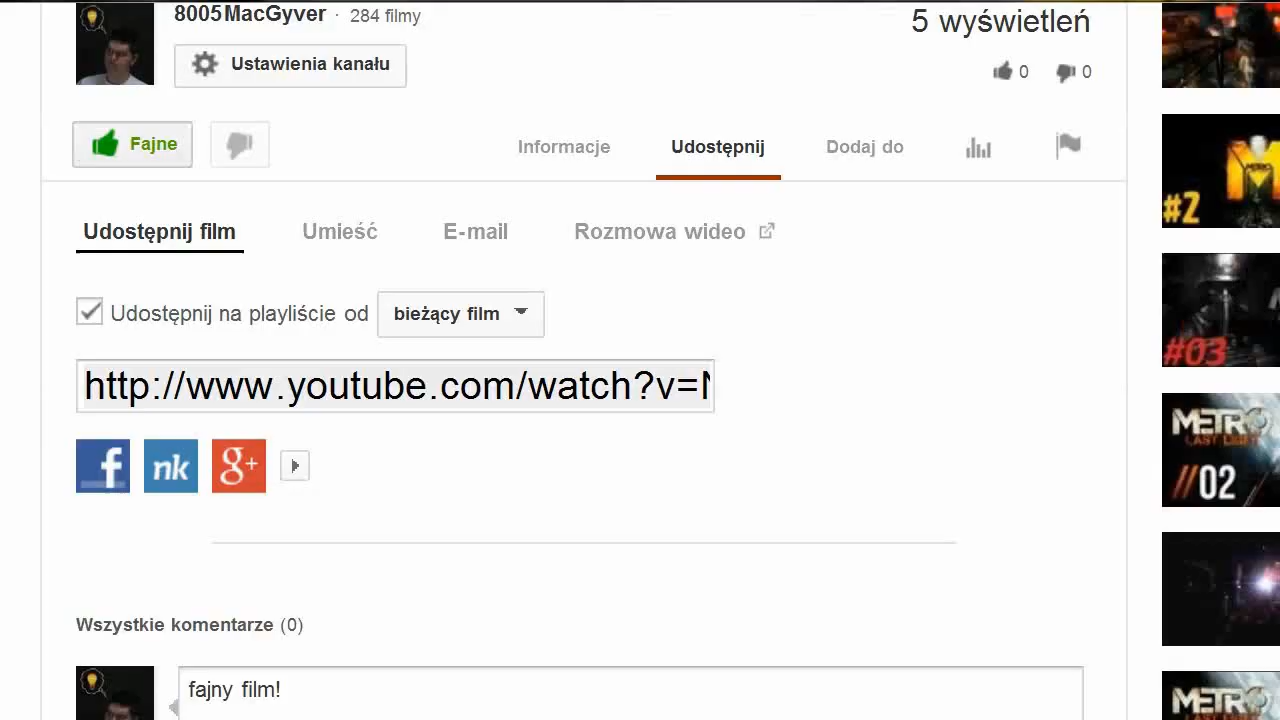 8005MacGyver · 284 filmy
5 wyświetleń
Ustawienia kanału
0 0
Fajne
Informacje Udostępnij Dodaj do
Udostępnij film Umieść E-mail Rozmowa wideo
Udostępnij na playliście od bieżący film
http://www.youtube.com/watch?v=
f nk g+
Wszystkie komentarze (0)
fajny film!
METRO
#2
#03
METRO
LAST LIGHT
//02
METRO